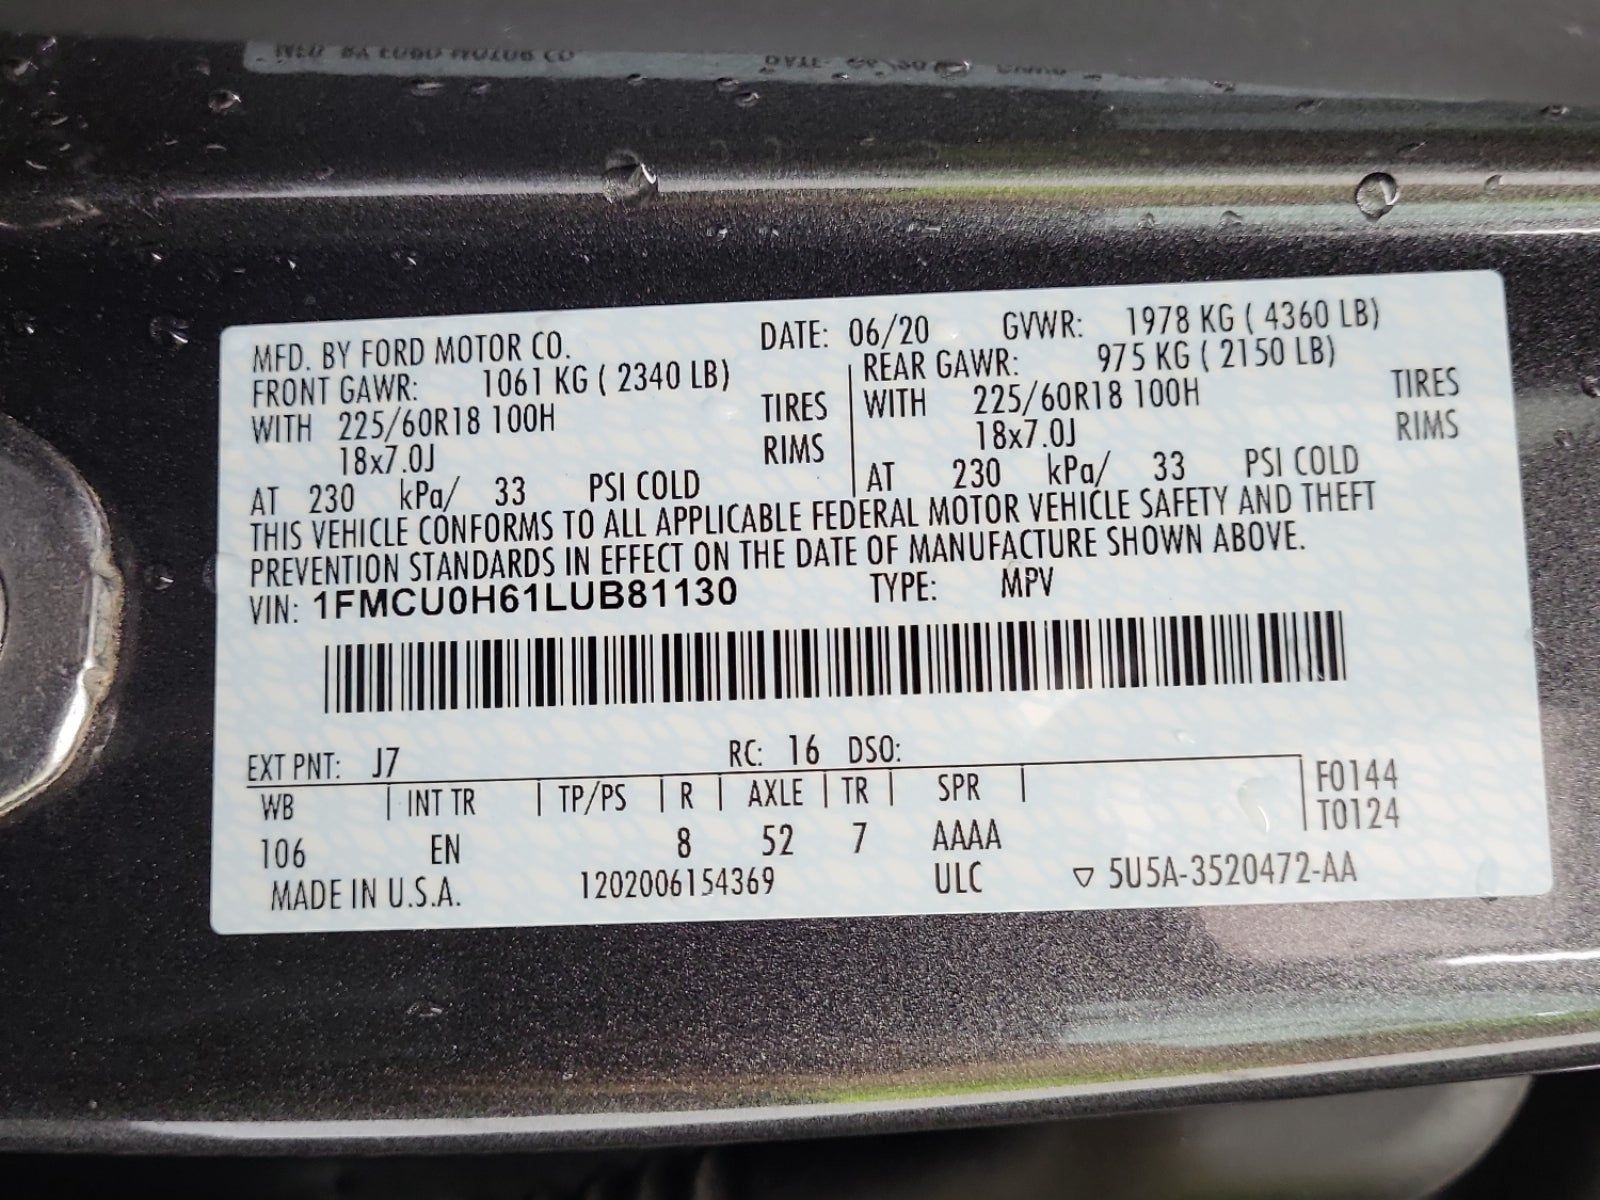 MFD. BY FORD MOTOR CO. DATE: 06/20 GVWR: 1978 KG ( 4360 LB)
FRONT GAWR: 1061 KG ( 2340 LB) REAR GAWR: 975 KG ( 2150 LB)
WITH 225/60R18 100H TIRES WITH 225/60R18 100H TIRES
18x7.0J RIMS 18x7.0J RIMS
AT 230 kPa/ 33 PSI COLD AT 230 kPa/ 33 PSI COLD
THIS VEHICLE CONFORMS TO ALL APPLICABLE FEDERAL MOTOR VEHICLE SAFETY AND THEFT
PREVENTION STANDARDS IN EFFECT ON THE DATE OF MANUFACTURE SHOWN ABOVE.
VIN: 1FMCU0H61LUB81130 TYPE: MPV
EXT PNT: J7 RC: 16 DSO:
WB INT TR TP/PS R AXLE TR SPR F0144
T0124
106 EN 8 52 7 AAAA
MADE IN U.S.A. 1202006154369 ULC ▽ 5U5A-3520472-AA